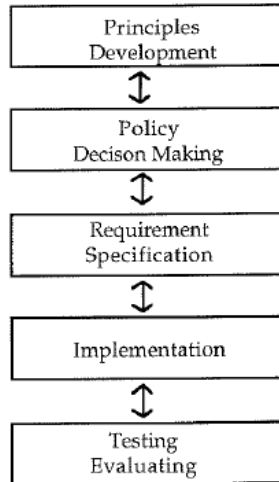 Principles
Development
Policy
Decison Making
Requirement
Specification
Implementation
Testing
Evaluating